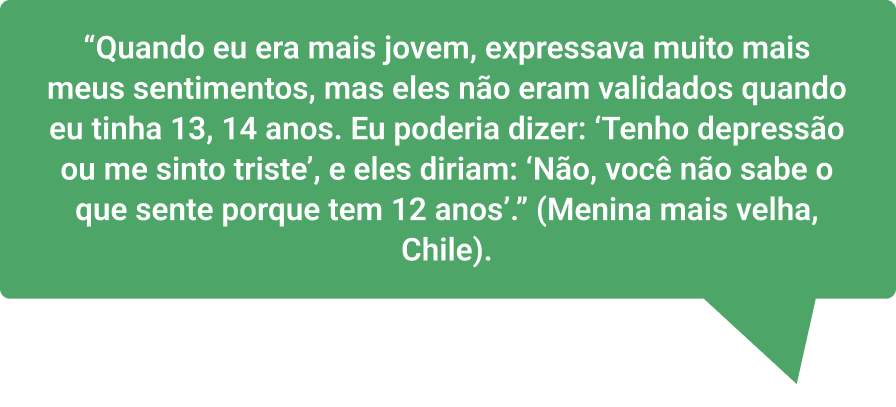 “Quando eu era mais jovem, expressava muito mais
meus sentimentos, mas eles não eram validados quando
eu tinha 13, 14 anos. Eu poderia dizer: ‘Tenho depressão
ou me sinto triste’, e eles diriam: ‘Não, você não sabe o
que sente porque tem 12 anos’.” (Menina mais velha,
Chile).